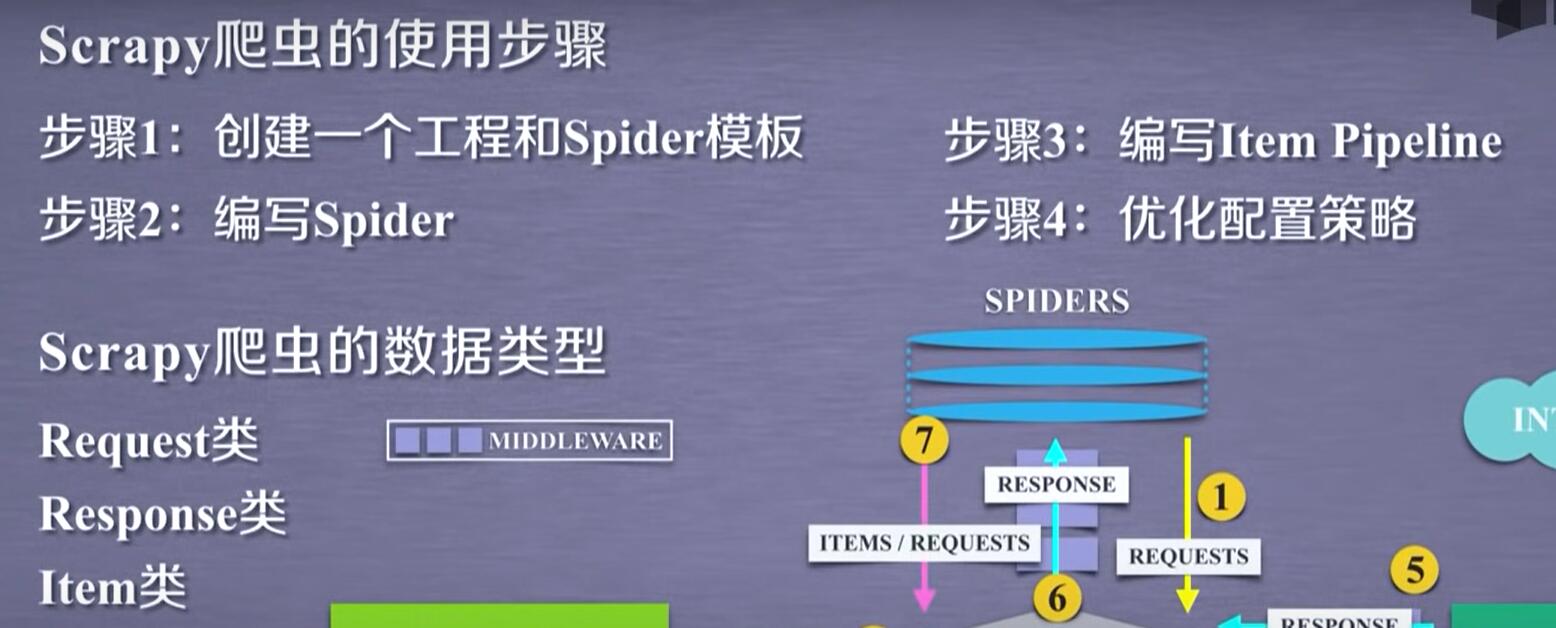 Scrapy爬虫的使用步骤
步骤1：创建一个工程和Spider模板
步骤2：编写Spider
步骤3：编写Item Pipeline
步骤4：优化配置策略
Scrapy爬虫的数据类型
Request类
Response类
Item类
MIDDLEWARE
SPIDERS
7
RESPONSE
1
ITEMS / REQUESTS
REQUESTS
6
5
RESPONSE